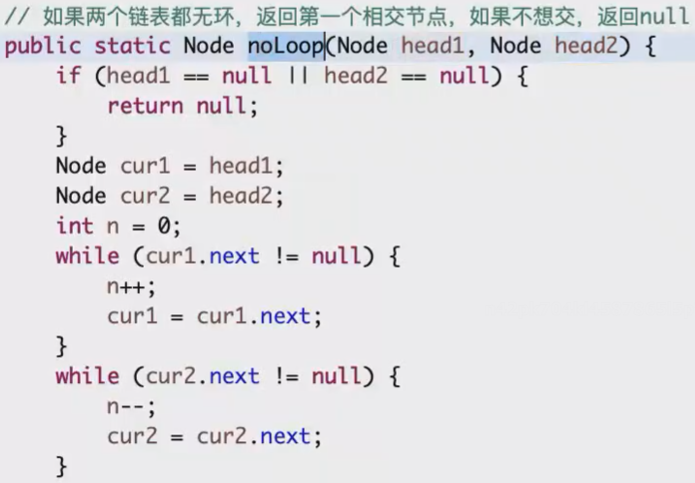 // 如果两个链表都无环，返回第一个相交节点，如果不想交，返回null
public static Node noLoop(Node head1, Node head2) {
    if (head1 == null || head2 == null) {
        return null;
    }
    Node cur1 = head1;
    Node cur2 = head2;
    int n = 0;
    while (cur1.next != null) {
        n++;
        cur1 = cur1.next;
    }
    while (cur2.next != null) {
        n--;
        cur2 = cur2.next;
    }